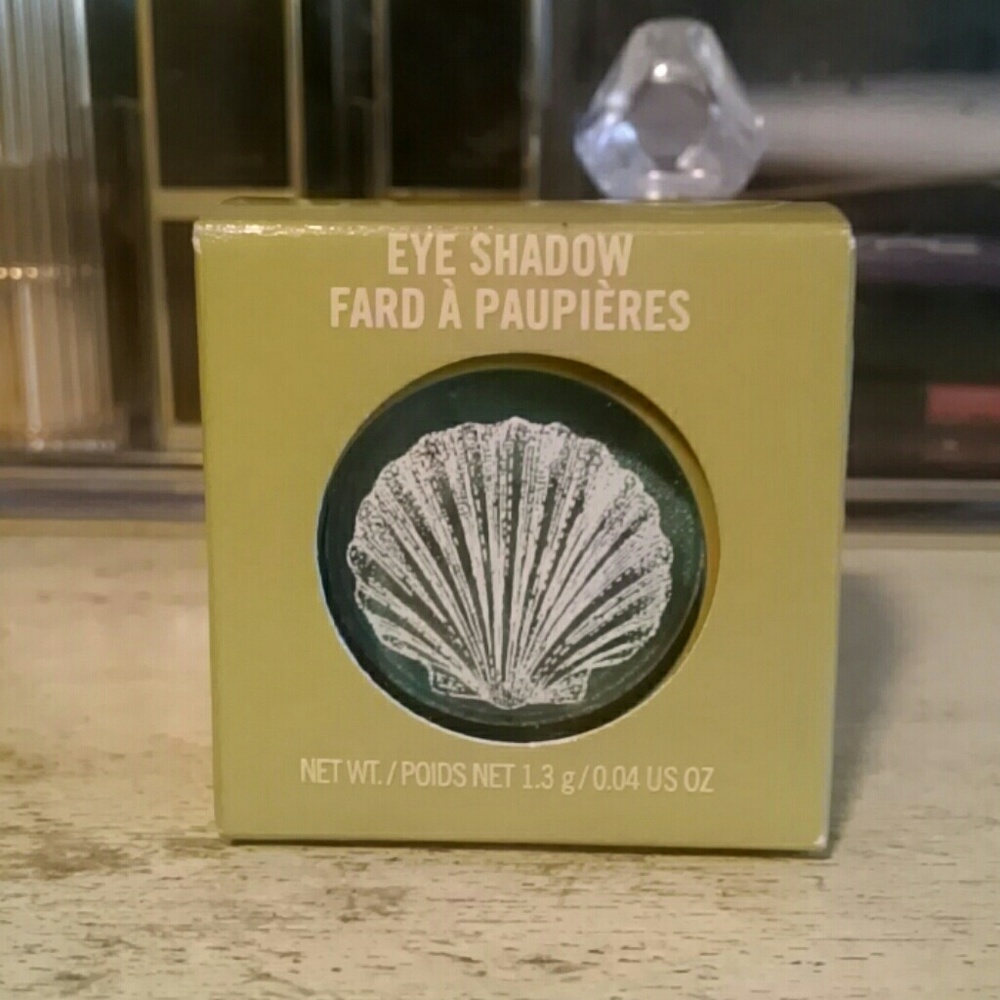 EYE SHADOW
FARD À PAUPIÈRES
NET WT. / POIDS NET 1.3 g / 0.04 US OZ